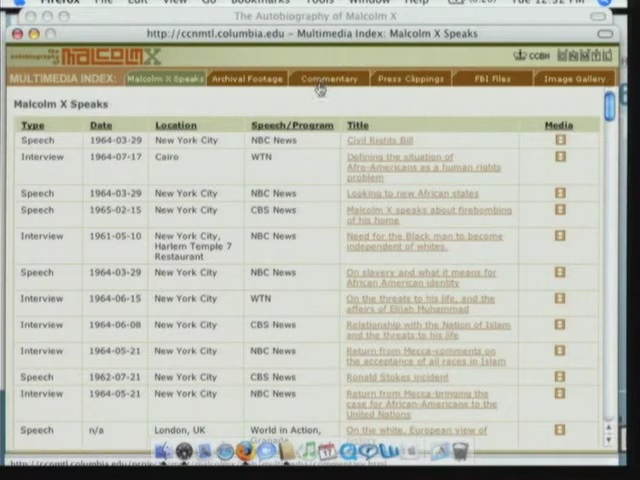 Firefox File Edit View Go Bookmarks Tools Window Help Tue 12:52 PM
The Autobiography of Malcolm X
http://ccnmtl.columbia.edu – Multimedia Index: Malcolm X Speaks
the autobiography of MALCOLM X CCBH
MULTIMEDIA INDEX: Malcolm X Speaks Archival Footage Commentary Press Clippings FBI Files Image Gallery
Malcolm X Speaks
Type Date Location Speech/Program Title Media
Speech 1964-03-29 New York City NBC News Civil Rights Bill
Interview 1964-07-17 Cairo WTN Defining the situation of
Afro-Americans as a human rights
problem
Speech 1964-03-29 New York City NBC News Looking to new African states
Speech 1965-02-15 New York City CBS News Malcolm X speaks about firebombing
of his home
Interview 1961-05-10 New York City, NBC News Need for the Black man to become
Harlem Temple 7 independent of whites.
Restaurant
Speech 1964-03-29 New York City NBC News On slavery and what it means for
African American identity
Interview 1964-06-15 New York City WTN On the threats to his life, and the
affairs of Elijah Muhammad
Interview 1964-06-08 New York City CBS News Relationship with the Nation of Islam
and the threats to his life
Interview 1964-05-21 New York City NBC News Return from Mecca-comments on
the acceptance of all races in Islam
Speech 1962-07-21 New York City CBS News Ronald Stokes incident
Interview 1964-05-21 New York City NBC News Return from Mecca-bringing the
case for African-Americans to the
United Nations
Speech n/a London, UK World in Action, On the white, European view of
Granada